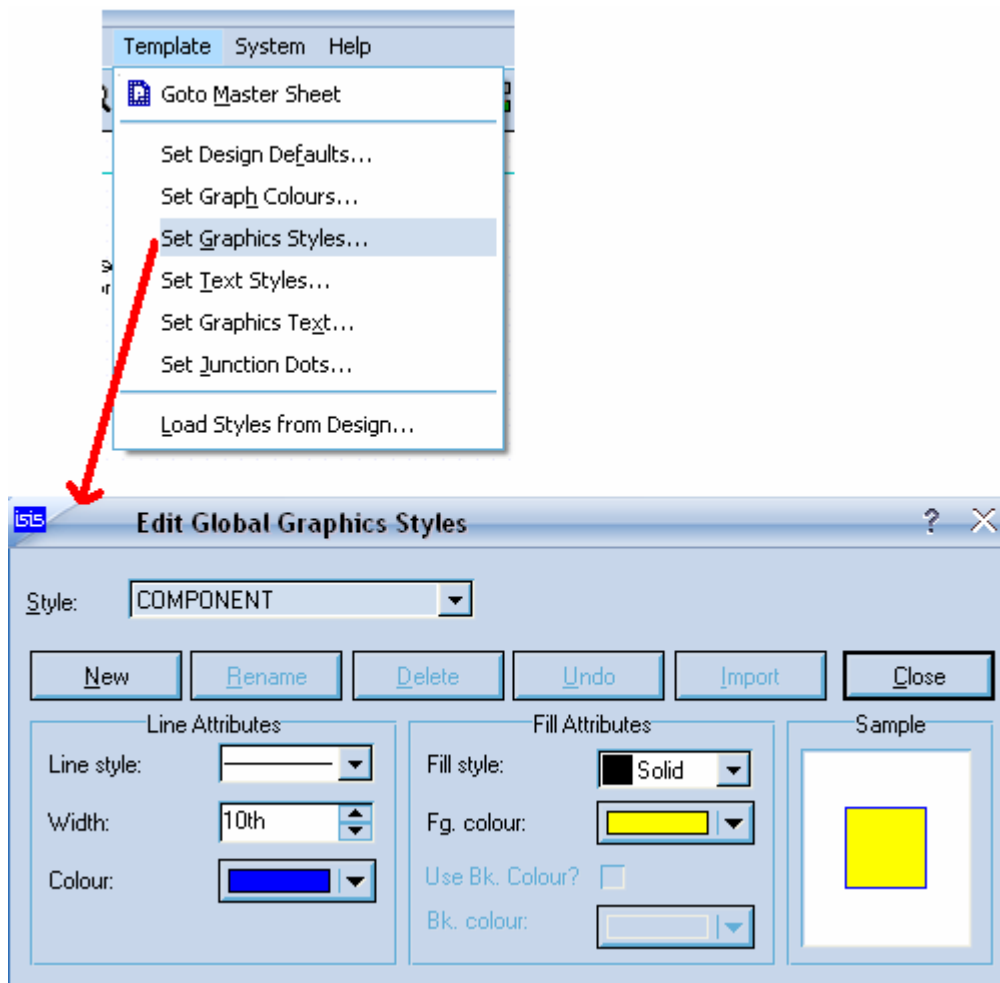 Template System Help
Goto Master Sheet
Set Design Defaults...
Set Graph Colours...
Set Graphics Styles...
Set Text Styles...
Set Graphics Text...
Set Junction Dots...
Load Styles from Design...
isis Edit Global Graphics Styles ?
Style: COMPONENT
New Rename Delete Undo Import Close
Line Attributes Fill Attributes Sample
Line style: Fill style: Solid
Width: 10th Fg. colour:
Colour: Use Bk. Colour?
Bk. colour: